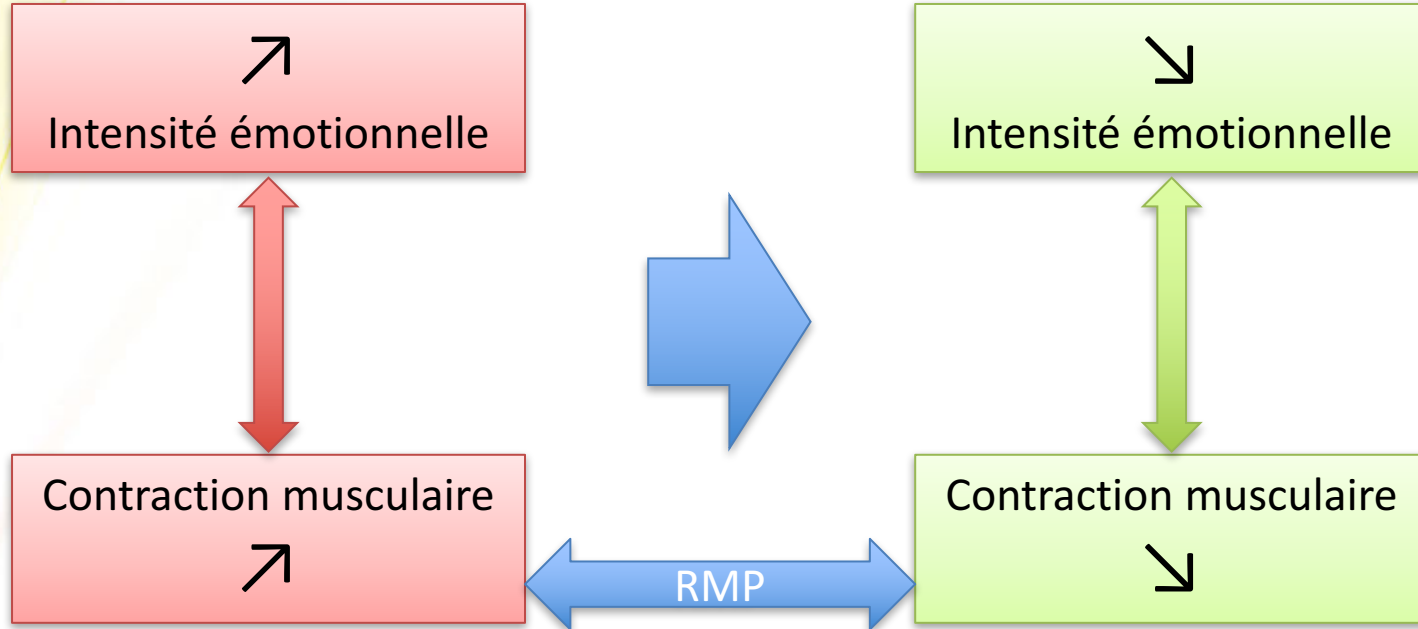 ↗
Intensité émotionnelle
↘
Intensité émotionnelle
Contraction musculaire
↗
RMP
Contraction musculaire
↘